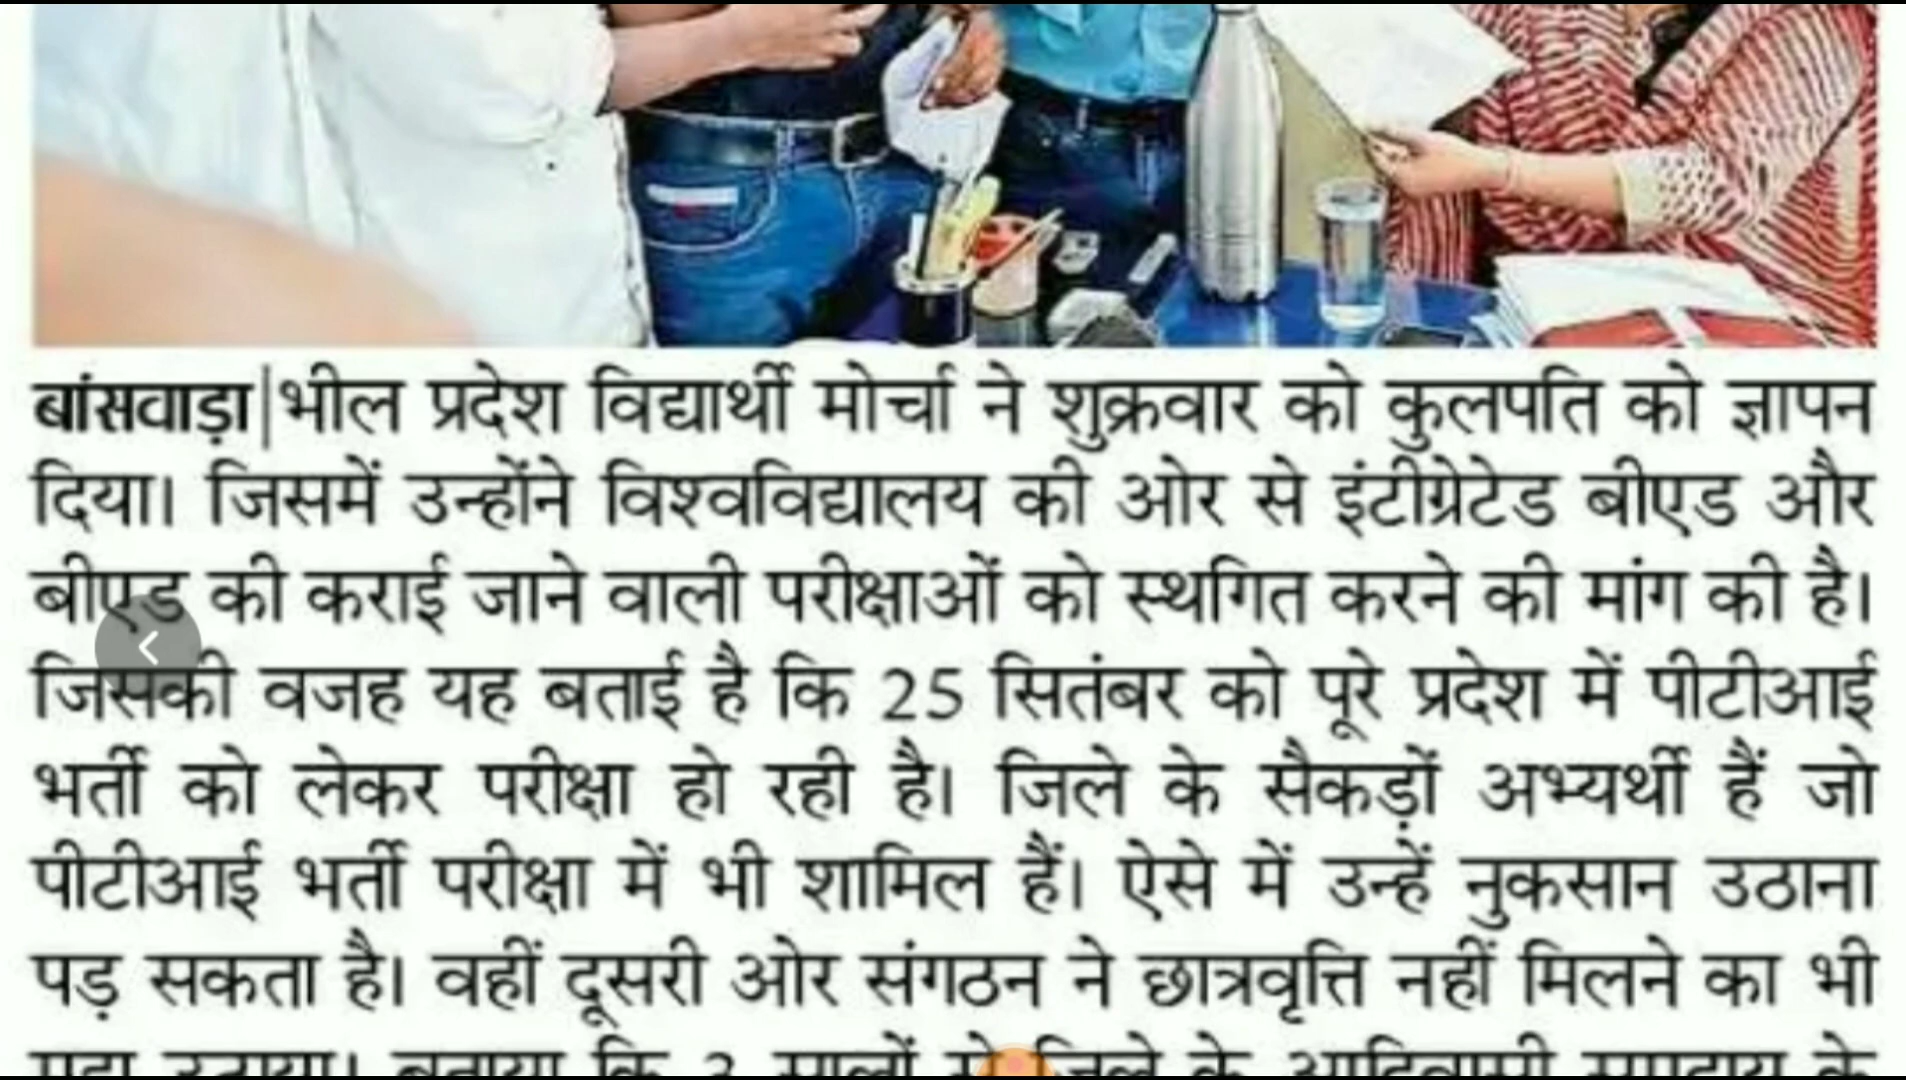 बांसवाड़ा|भील प्रदेश विद्यार्थी मोर्चा ने शुक्रवार को कुलपति को ज्ञापन
दिया। जिसमें उन्होंने विश्वविद्यालय की ओर से इंटीग्रेटेड बीएड और
बीएड की कराई जाने वाली परीक्षाओं को स्थगित करने की मांग की है।
जिसकी वजह यह बताई है कि 25 सितंबर को पूरे प्रदेश में पीटीआई
भर्ती को लेकर परीक्षा हो रही है। जिले के सैकड़ों अभ्यर्थी हैं जो
पीटीआई भर्ती परीक्षा में भी शामिल हैं। ऐसे में उन्हें नुकसान उठाना
पड़ सकता है। वहीं दूसरी ओर संगठन ने छात्रवृत्ति नहीं मिलने का भी